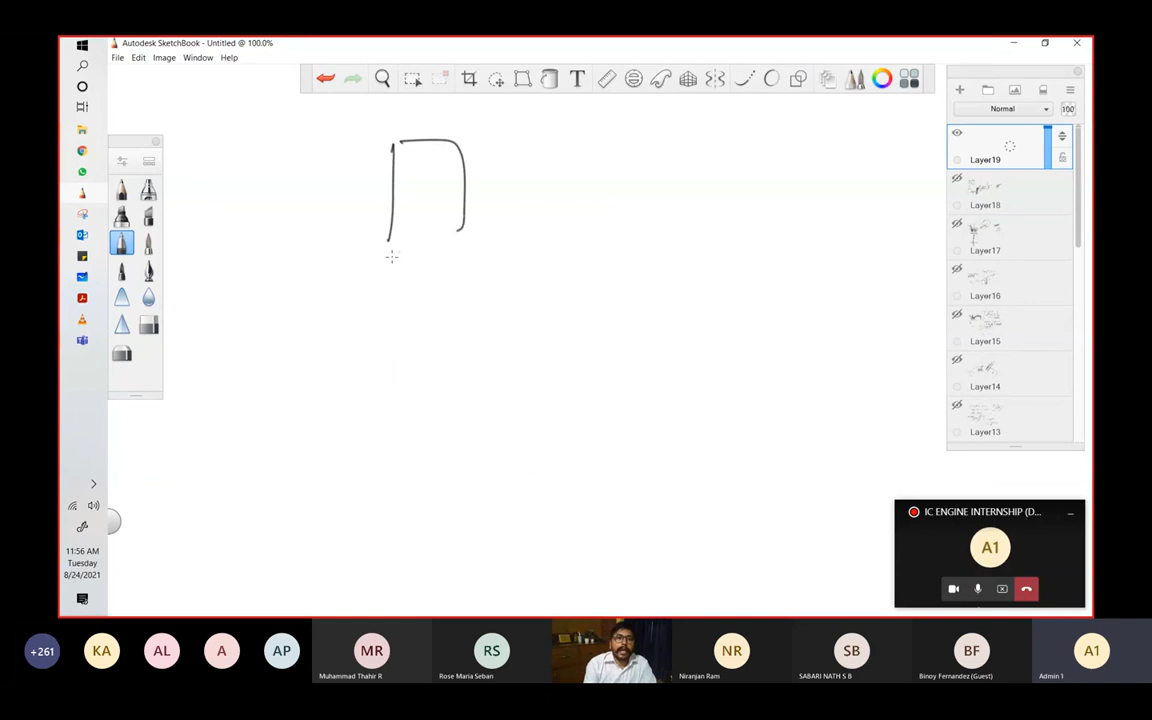 Autodesk SketchBook - Untitled @ 100.0%
File Edit Image Window Help
T
Normal
100
Layer19
Layer18
Layer17
Layer16
Layer15
Layer14
Layer13
11:56 AM
Tuesday
8/24/2021
IC ENGINE INTERNSHIP (D...
A1
+261
KA
AL
A
AP
MR
Muhammad Thahir R
RS
Rose Maria Seban
NR
Niranjan Ram
SB
SABARI NATH S B
BF
Binoy Fernandez (Guest)
A1
Admin 1